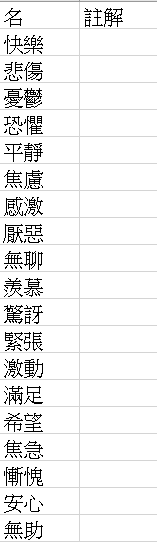 名 註解
快樂
悲傷
憂鬱
恐懼
平靜
焦慮
感激
厭惡
無聊
羨慕
驚訝
緊張
激動
滿足
希望
焦急
慚愧
安心
無助